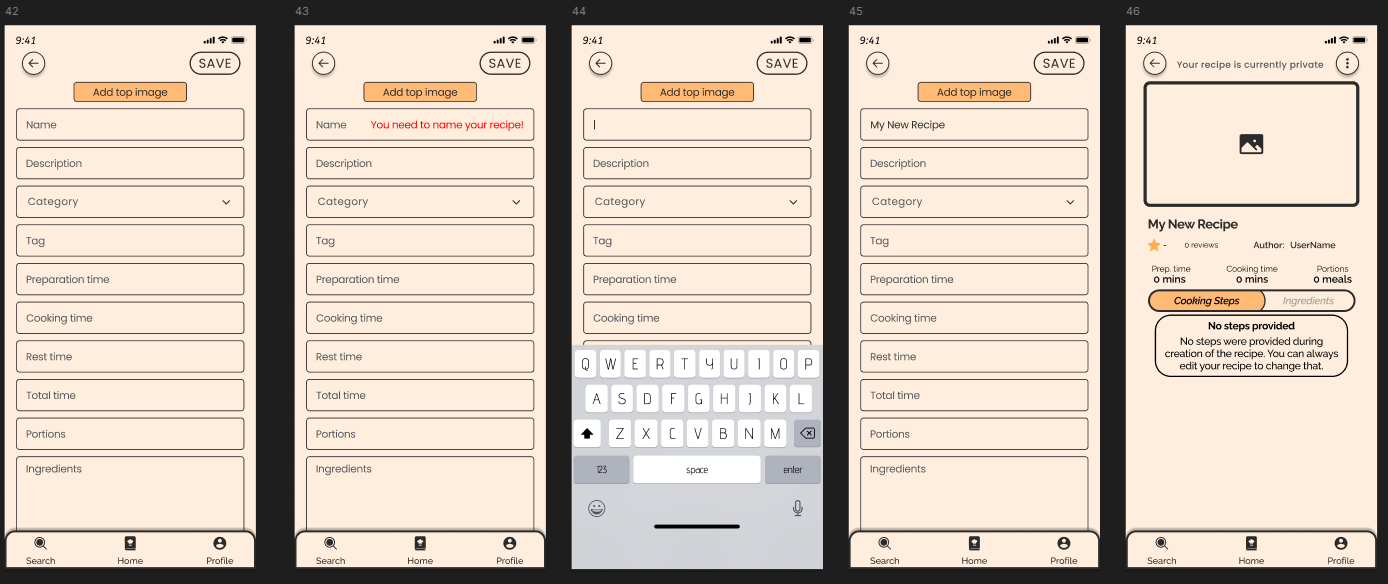 42
9:41
SAVE
Add top image
Name
Description
Category
Tag
Preparation time
Cooking time
Rest time
Total time
Portions
Ingredients
Search Home Profile
43
9:41
SAVE
Add top image
Name You need to name your recipe!
Description
Category
Tag
Preparation time
Cooking time
Rest time
Total time
Portions
Ingredients
Search Home Profile
44
9:41
SAVE
Add top image
Description
Category
Tag
Preparation time
Cooking time
Q W E R T Y U I O P
A S D F G H J K L
Z X C V B N M
123 space enter
45
9:41
SAVE
Add top image
My New Recipe
Description
Category
Tag
Preparation time
Cooking time
Rest time
Total time
Portions
Ingredients
Search Home Profile
46
9:41
Your recipe is currently private
My New Recipe
- 0 reviews Author: UserName
Prep. time Cooking time Portions
0 mins 0 mins 0 meals
Cooking Steps Ingredients
No steps provided
No steps were provided during
creation of the recipe. You can always
edit your recipe to change that.
Search Home Profile